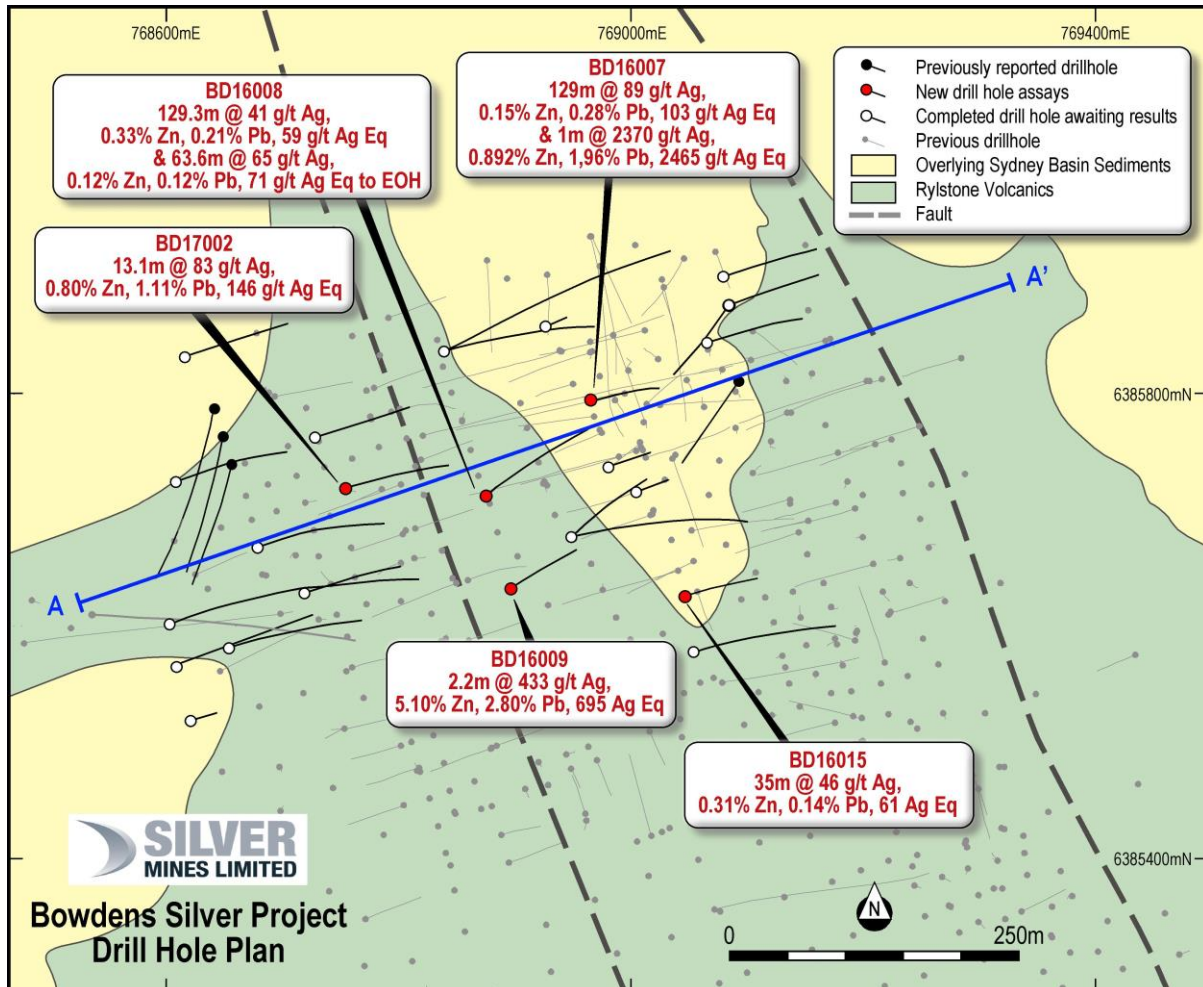 768600mE
769000mE
769400mE
BD16008
129.3m @ 41 g/t Ag,
0.33% Zn, 0.21% Pb, 59 g/t Ag Eq
& 63.6m @ 65 g/t Ag,
0.12% Zn, 0.12% Pb, 71 g/t Ag Eq to EOH
BD16007
129m @ 89 g/t Ag,
0.15% Zn, 0.28% Pb, 103 g/t Ag Eq
& 1m @ 2370 g/t Ag,
0.892% Zn, 1,96% Pb, 2465 g/t Ag Eq
Previously reported drillhole
New drill hole assays
Completed drill hole awaiting results
Previous drillhole
Overlying Sydney Basin Sediments
Rylstone Volcanics
Fault
BD17002
13.1m @ 83 g/t Ag,
0.80% Zn, 1.11% Pb, 146 g/t Ag Eq
A'
6385800mN
A
BD16009
2.2m @ 433 g/t Ag,
5.10% Zn, 2.80% Pb, 695 Ag Eq
BD16015
35m @ 46 g/t Ag,
0.31% Zn, 0.14% Pb, 61 Ag Eq
SILVER
MINES LIMITED
6385400mN
Bowdens Silver Project
Drill Hole Plan
N
0
250m